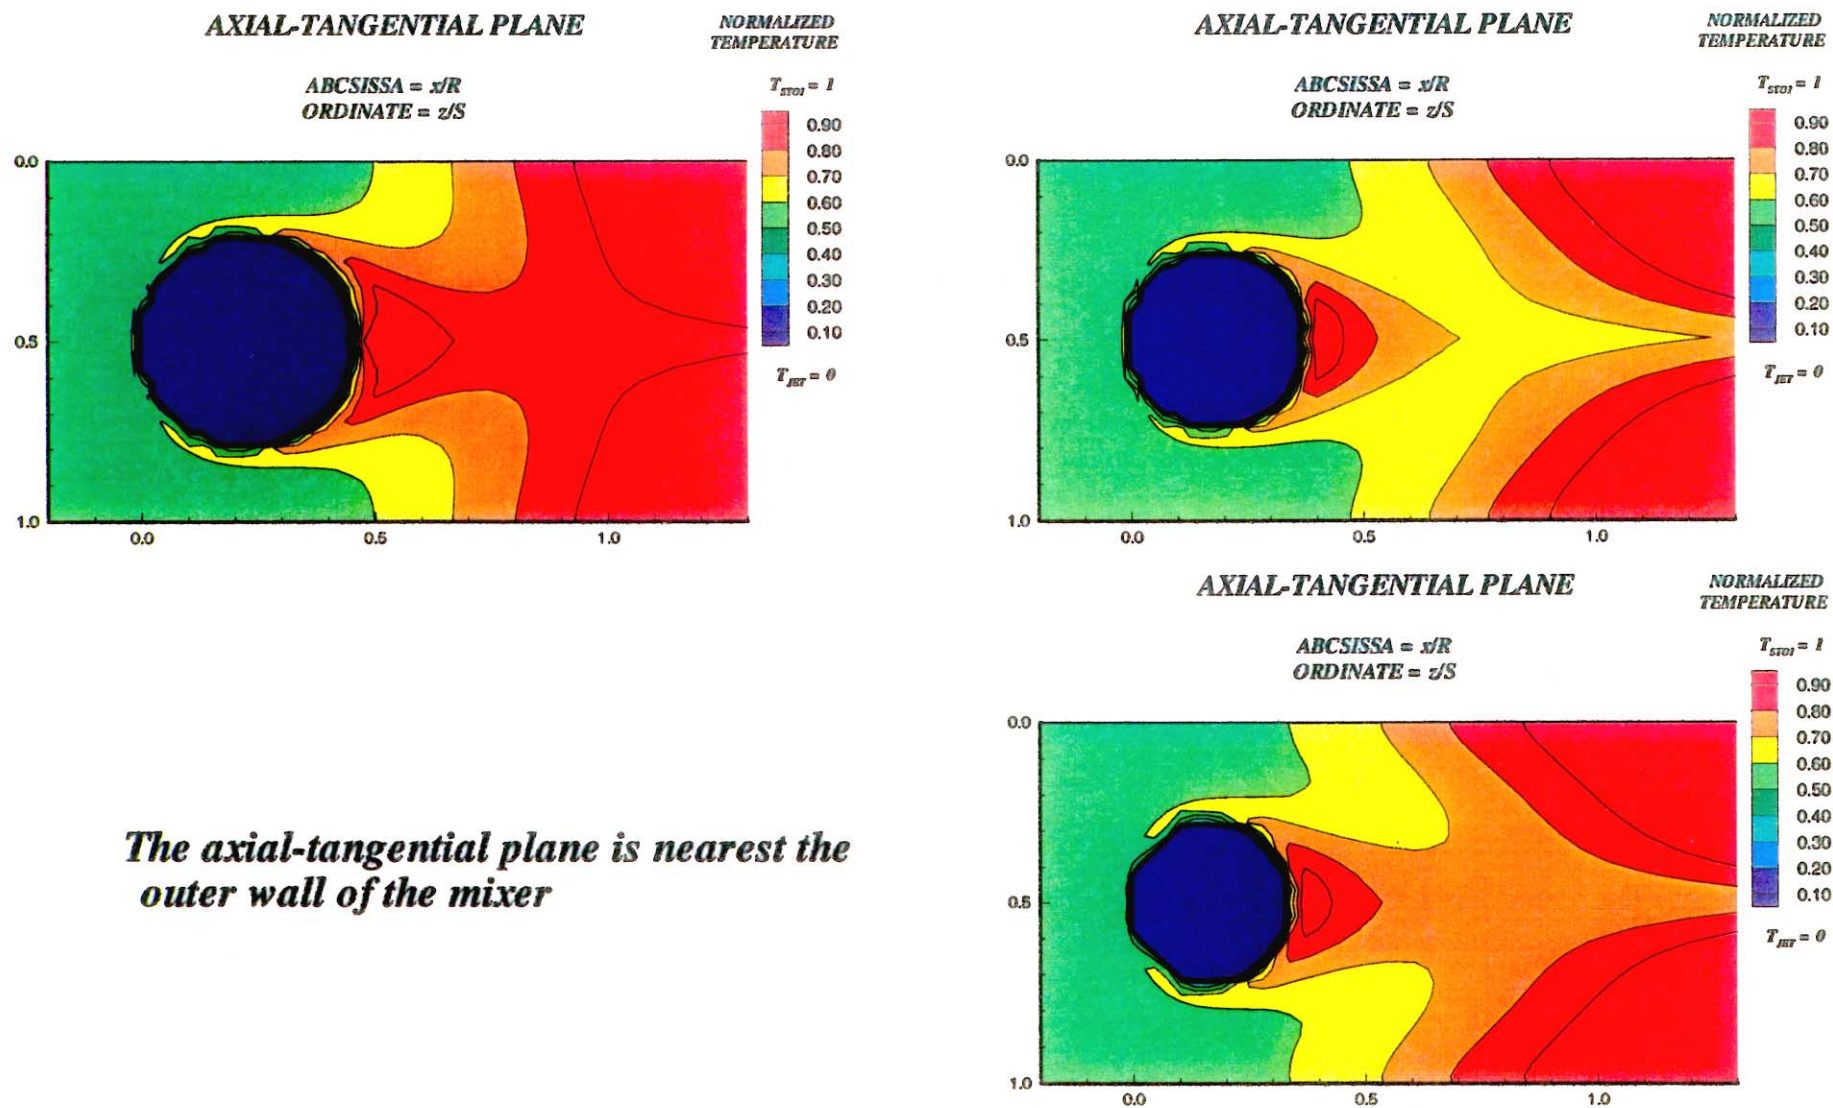 AXIAL-TANGENTIAL PLANE
NORMALIZED
TEMPERATURE
ABCSISSA = x/R
ORDINATE = z/S
T_STOI = 1
0.90
0.80
0.70
0.60
0.50
0.40
0.30
0.20
0.10
T_JET = 0
0.0
0.5
1.0
0.0
0.5
1.0
AXIAL-TANGENTIAL PLANE
NORMALIZED
TEMPERATURE
ABCSISSA = x/R
ORDINATE = z/S
T_STOI = 1
0.90
0.80
0.70
0.60
0.50
0.40
0.30
0.20
0.10
T_JET = 0
0.0
0.5
1.0
0.0
0.5
1.0
The axial-tangential plane is nearest the
outer wall of the mixer
AXIAL-TANGENTIAL PLANE
NORMALIZED
TEMPERATURE
ABCSISSA = x/R
ORDINATE = z/S
T_STOI = 1
0.90
0.80
0.70
0.60
0.50
0.40
0.30
0.20
0.10
T_JET = 0
0.0
0.5
1.0
0.0
0.5
1.0